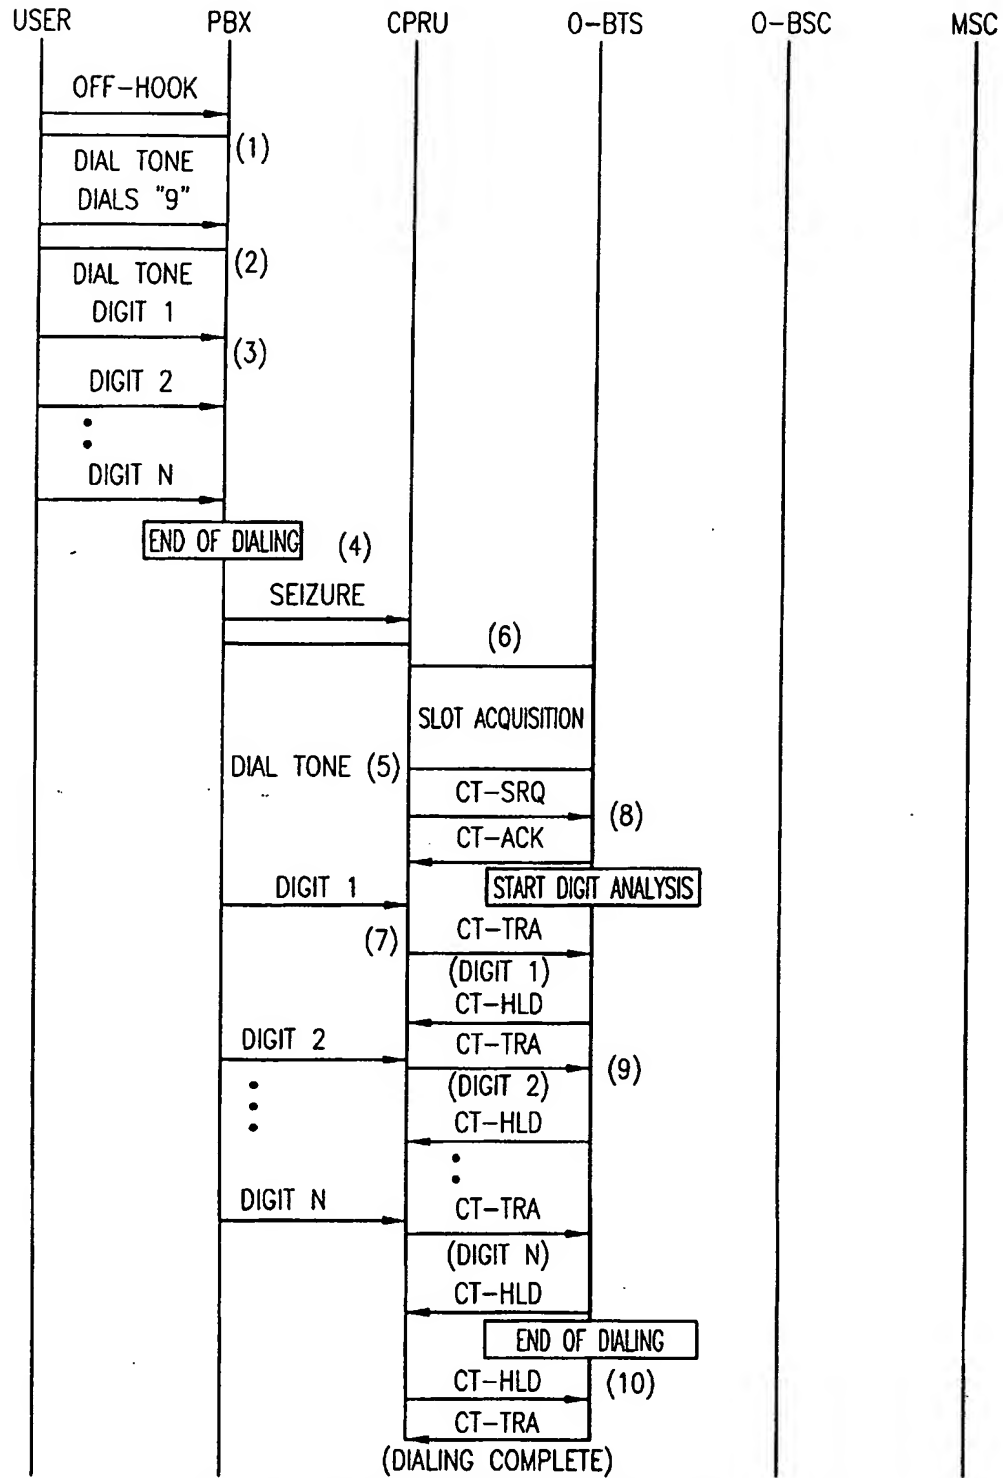 USER PBX CPRU O-BTS O-BSC MSC
OFF-HOOK
(1)
DIAL TONE
DIALS "9"
(2)
DIAL TONE
DIGIT 1
(3)
DIGIT 2
DIGIT N
END OF DIALING (4)
SEIZURE
(6)
SLOT ACQUISITION
DIAL TONE (5)
CT-SRQ
(8)
CT-ACK
DIGIT 1 START DIGIT ANALYSIS
(7) CT-TRA
(DIGIT 1)
CT-HLD
DIGIT 2 CT-TRA
(9)
(DIGIT 2)
CT-HLD
DIGIT N CT-TRA
(DIGIT N)
CT-HLD
END OF DIALING
CT-HLD (10)
CT-TRA
(DIALING COMPLETE)